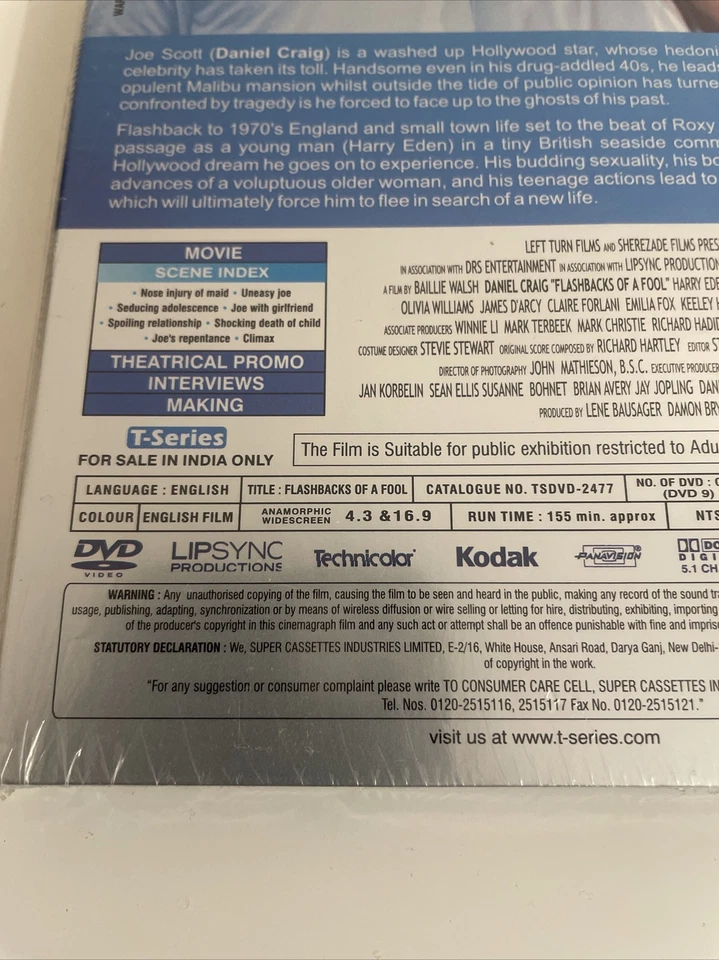 WAR
Joe Scott (Daniel Craig) is a washed up Hollywood star, whose hedoni
celebrity has taken its toll. Handsome even in his drug-addled 40s, he leads
opulent Malibu mansion whilst outside the tide of public opinion has turne
confronted by tragedy is he forced to face up to the ghosts of his past.
Flashback to 1970's England and small town life set to the beat of Roxy
passage as a young man (Harry Eden) in a tiny British seaside comm
Hollywood dream he goes on to experience. His budding sexuality, his bo
advances of a voluptuous older woman, and his teenage actions lead to
which will ultimately force him to flee in search of a new life.
MOVIE
SCENE INDEX
• Nose injury of maid • Uneasy joe
• Seducing adolescence • Joe with girlfriend
• Spoiling relationship • Shocking death of child
• Joe's repentance • Climax
THEATRICAL PROMO
INTERVIEWS
MAKING
LEFT TURN FILMS AND SHEREZADE FILMS PRES
IN ASSOCIATION WITH DRS ENTERTAINMENT IN ASSOCIATION WITH LIPSYNC PRODUCTION
A FILM BY BAILLIE WALSH DANIEL CRAIG "FLASHBACKS OF A FOOL" HARRY EDE
OLIVIA WILLIAMS JAMES D'ARCY CLAIRE FORLANI EMILIA FOX KEELEY H
ASSOCIATE PRODUCERS WINNIE LI MARK TERBEEK MARK CHRISTIE RICHARD HADID
COSTUME DESIGNER STEVIE STEWART ORIGINAL SCORE COMPOSED BY RICHARD HARTLEY EDITOR ST
DIRECTOR OF PHOTOGRAPHY JOHN MATHIESON, B.S.C. EXECUTIVE PRODUCER
JAN KORBELIN SEAN ELLIS SUSANNE BOHNET BRIAN AVERY JAY JOPLING DAN
PRODUCED BY LENE BAUSAGER DAMON BRY
T-Series
FOR SALE IN INDIA ONLY
The Film is Suitable for public exhibition restricted to Adu
LANGUAGE : ENGLISH TITLE : FLASHBACKS OF A FOOL CATALOGUE NO. TSDVD-2477 NO. OF DVD : 
(DVD 9)
COLOUR ENGLISH FILM ANAMORPHIC WIDESCREEN 4.3 &16.9 RUN TIME : 155 min. approx NTS
DVD VIDEO LIPSYNC PRODUCTIONS Technicolor Kodak PANAVISION DO DIGI 5.1 CH
WARNING : Any unauthorised copying of the film, causing the film to be seen and heard in the public, making any record of the sound tra
usage, publishing, adapting, synchronization or by means of wireless diffusion or wire selling or letting for hire, distributing, exhibiting, importing
of the producer's copyright in this cinemagraph film and any such act or attempt shall be an offence punishable with fine and impris
STATUTORY DECLARATION : We, SUPER CASSETTES INDUSTRIES LIMITED, E-2/16, White House, Ansari Road, Darya Ganj, New Delhi-
of copyright in the work.
"For any suggestion or consumer complaint please write TO CONSUMER CARE CELL, SUPER CASSETTES IN
Tel. Nos. 0120-2515116, 2515117 Fax No. 0120-2515121."
visit us at www.t-series.com